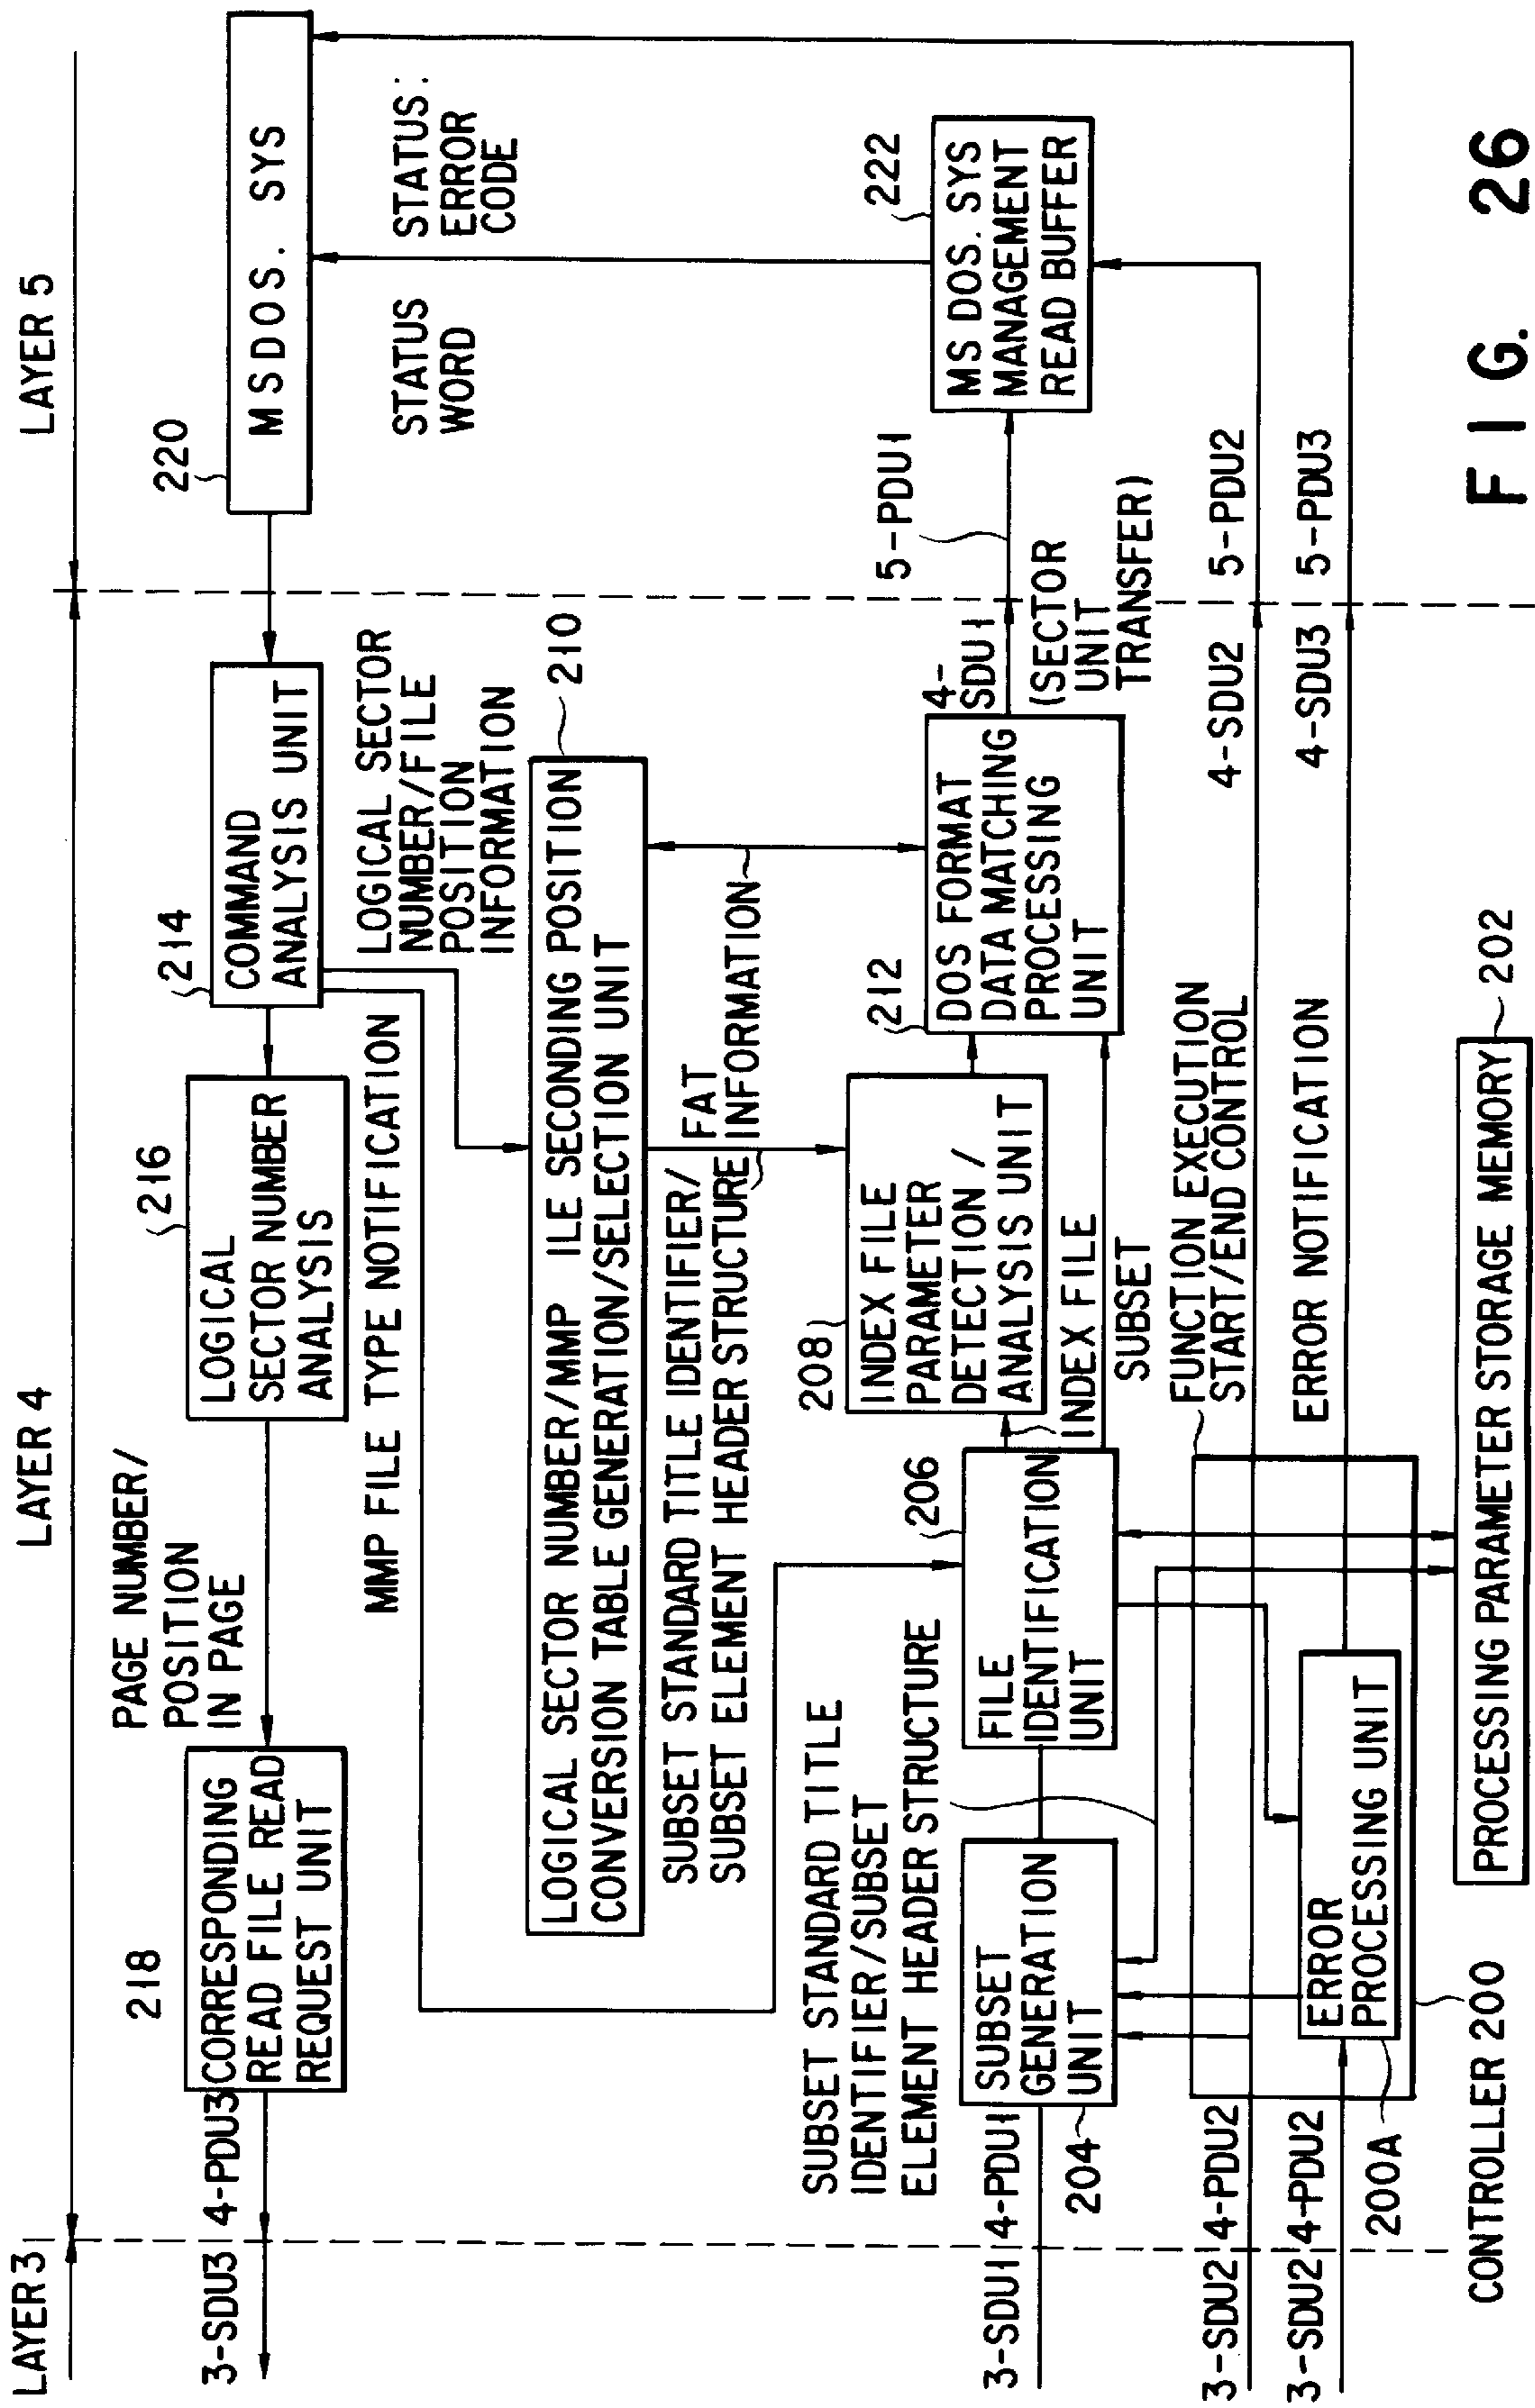 LAYER 3
LAYER 4
LAYER 5
3-SDU3
4-PDU3
218
CORRESPONDING
READ FILE READ
REQUEST UNIT
PAGE NUMBER/
POSITION
IN PAGE
216
LOGICAL
SECTOR NUMBER
ANALYSIS
214
COMMAND
ANALYSIS UNIT
220
MSDOS. SYS
MMP FILE TYPE NOTIFICATION
LOGICAL SECTOR
NUMBER/FILE
POSITION
INFORMATION
STATUS
WORD
STATUS:
ERROR
CODE
LOGICAL SECTOR NUMBER/MMP ILE SECONDING POSITION
CONVERSION TABLE GENERATION/SELECTION UNIT
210
SUBSET STANDARD TITLE IDENTIFIER/
SUBSET ELEMENT HEADER STRUCTURE
FAT
INFORMATION
SUBSET STANDARD TITLE
IDENTIFIER/SUBSET
ELEMENT HEADER STRUCTURE
3-SDU1
4-PDU1
SUBSET
GENERATION
UNIT
204
206
FILE
IDENTIFICATION
UNIT
INDEX FILE
208
INDEX FILE
PARAMETER
DETECTION /
ANALYSIS UNIT
INDEX FILE
SUBSET
212
DOS FORMAT
DATA MATCHING
PROCESSING
UNIT
4-
SDU1
(SECTOR
UNIT
TRANSFER)
5-PDU1
222
MS DOS. SYS
MANAGEMENT
READ BUFFER
3-SDU2
4-PDU2
FUNCTION EXECUTION
START/END CONTROL
4-SDU2
5-PDU2
3-SDU2
4-PDU2
200A
ERROR
PROCESSING UNIT
ERROR NOTIFICATION
4-SDU3
5-PDU3
CONTROLLER 200
PROCESSING PARAMETER STORAGE MEMORY
202
FIG. 26